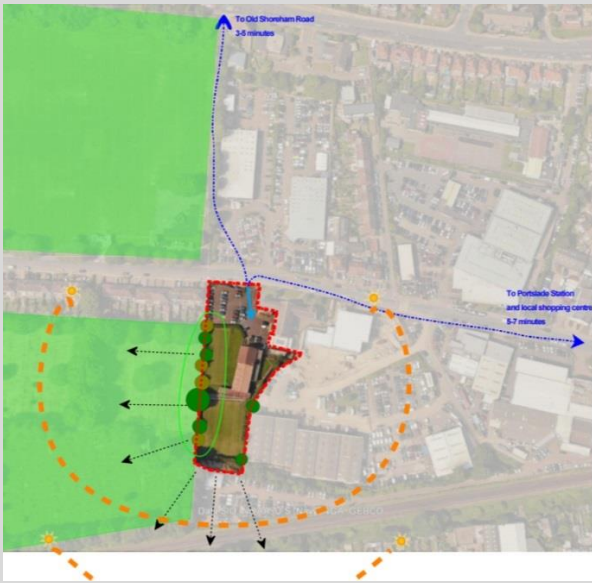 To Old Shoreham Road
3-5 minutes
To Portslade Station
and local shopping centre
5-7 minutes